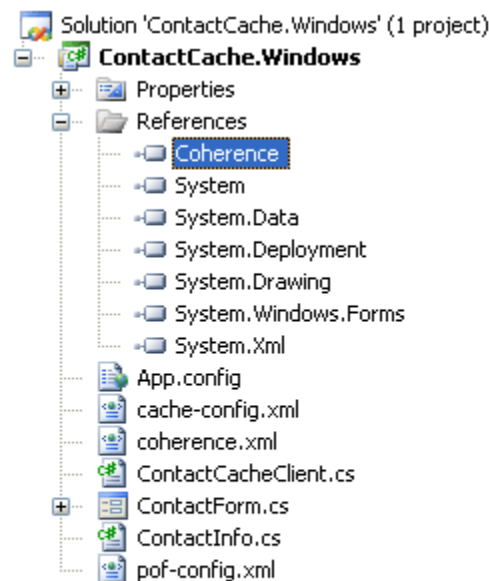 Solution 'ContactCache.Windows' (1 project)
ContactCache.Windows
Properties
References
Coherence
System
System.Data
System.Deployment
System.Drawing
System.Windows.Forms
System.Xml
App.config
cache-config.xml
coherence.xml
ContactCacheClient.cs
ContactForm.cs
ContactInfo.cs
pof-config.xml